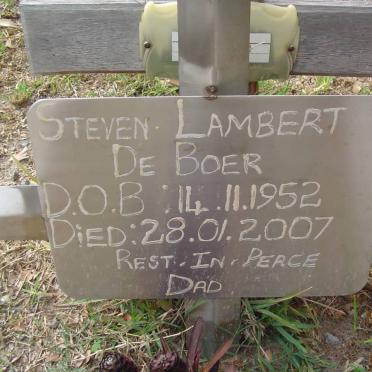 STEVEN. LAMBERT
DE BOER
D.O.B : 14.11.1952
DIED: 28.01.2007
REST. IN. PEACE
DAD